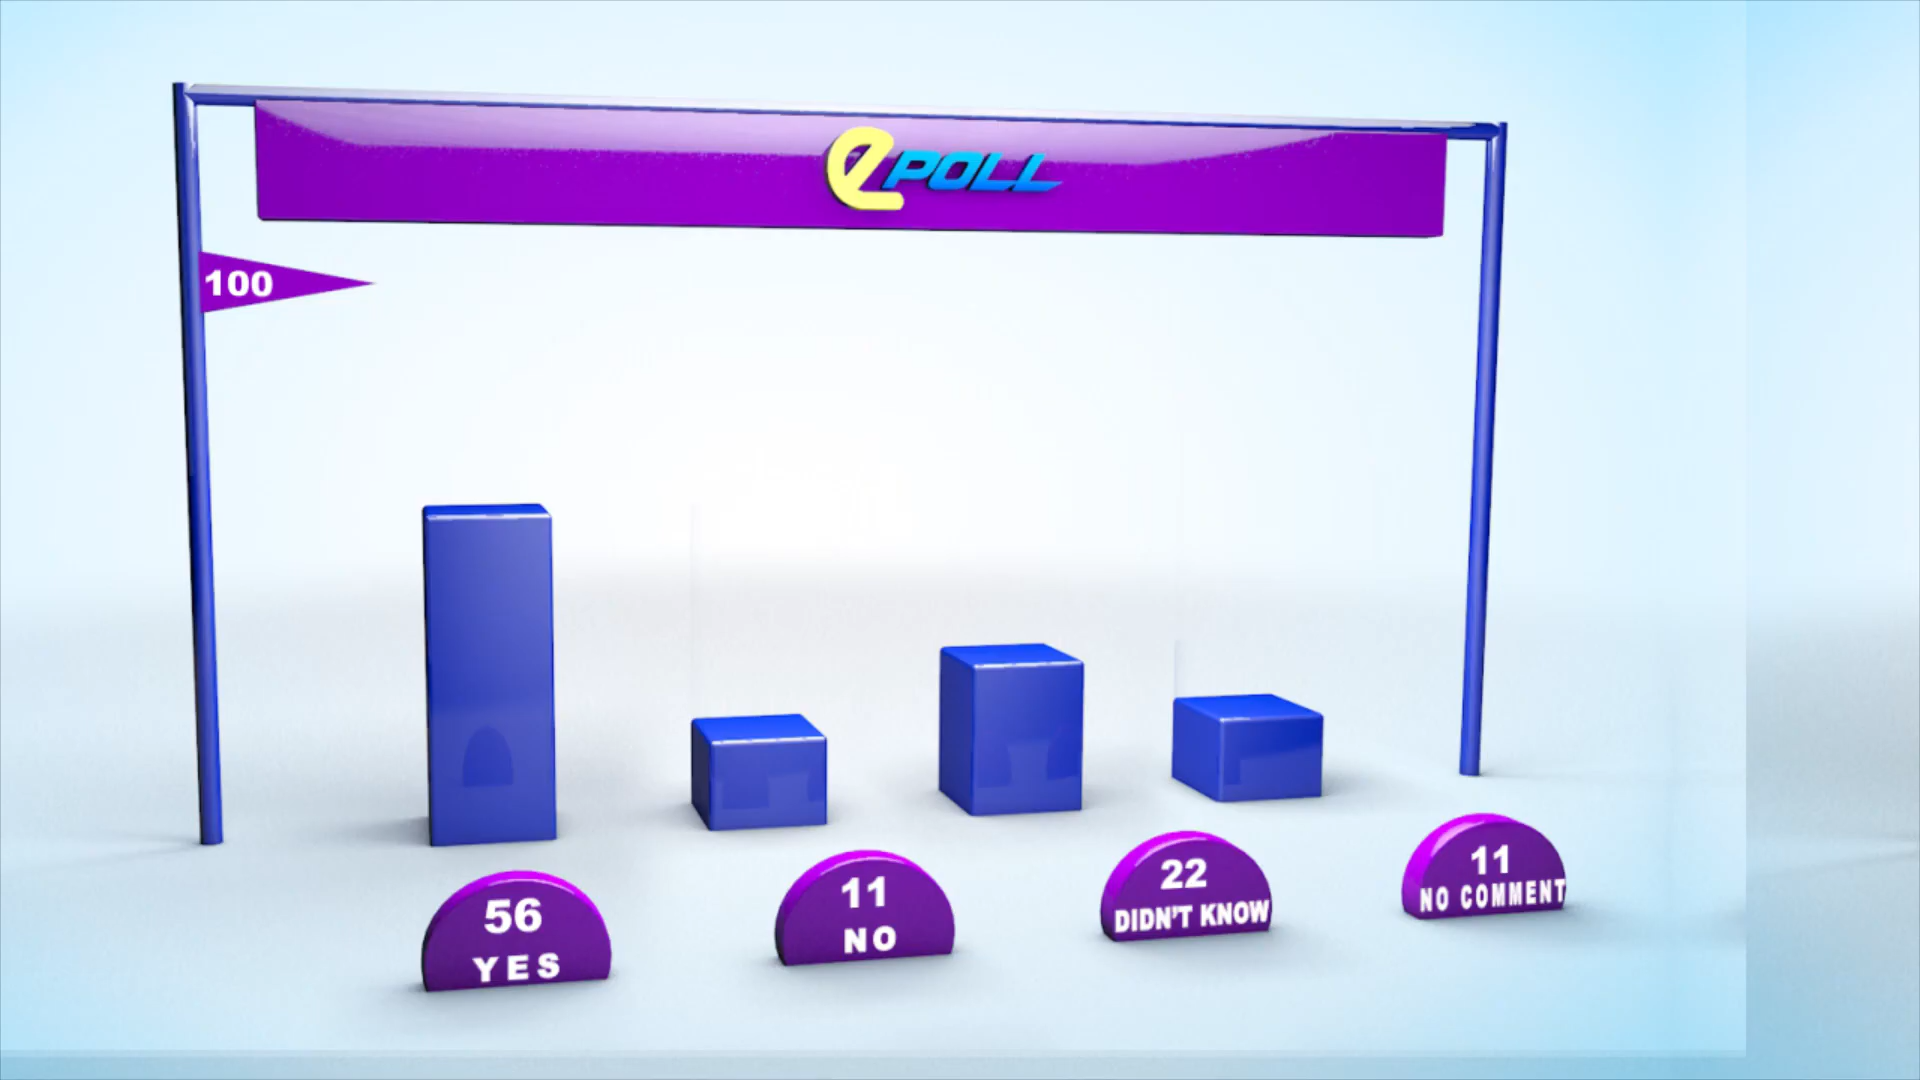 ePOLL
100
56
YES
11
NO
22
DIDN'T KNOW
11
NO COMMENT